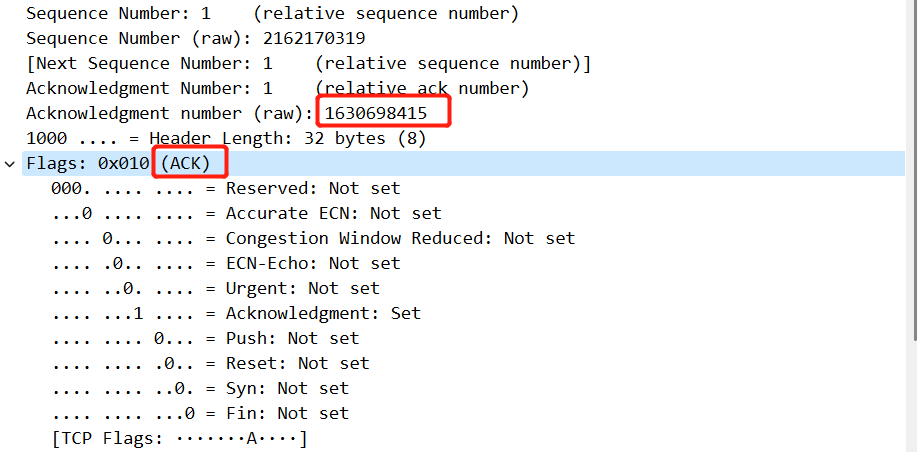 Sequence Number: 1    (relative sequence number)
Sequence Number (raw): 2162170319
[Next Sequence Number: 1    (relative sequence number)]
Acknowledgment Number: 1    (relative ack number)
Acknowledgment number (raw): 1630698415
1000 .... = Header Length: 32 bytes (8)
Flags: 0x010 (ACK)
000. .... .... = Reserved: Not set
...0 .... .... = Accurate ECN: Not set
.... 0... .... = Congestion Window Reduced: Not set
.... .0.. .... = ECN-Echo: Not set
.... ..0. .... = Urgent: Not set
.... ...1 .... = Acknowledgment: Set
.... .... 0... = Push: Not set
.... .... .0.. = Reset: Not set
.... .... ..0. = Syn: Not set
.... .... ...0 = Fin: Not set
[TCP Flags: ·······A····]